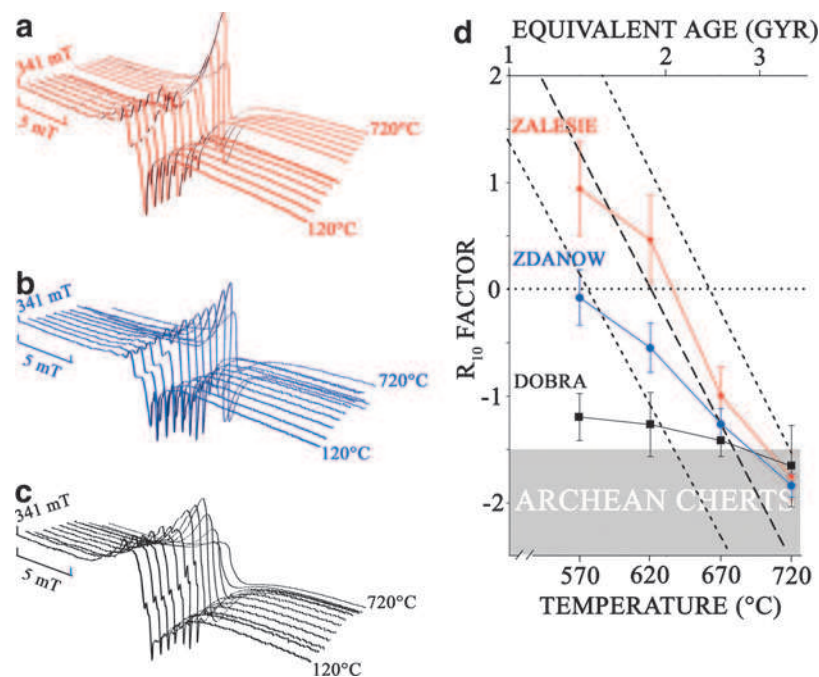 a
341 mT
5 mT
720°C
120°C
b
341 mT
5 mT
720°C
120°C
c
341 mT
5 mT
720°C
120°C
d
EQUIVALENT AGE (GYR)
1 2 3
2
ZALESIE
1
ZDANOW
0
R10 FACTOR
DOBRA
-1
ARCHEAN CHERTS
-2
570 620 670 720
TEMPERATURE (°C)